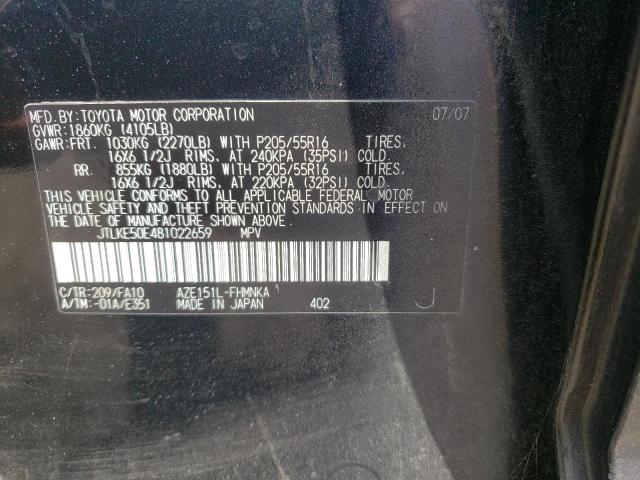 MFD.BY:TOYOTA MOTOR CORPORATION 07/07
GVWR:1860KG (4105LB)
GAWR:FRT. 1030KG (2270LB) WITH P205/55R16 TIRES.
16X6 1/2J RIMS, AT 240KPA (35PSI) COLD.
RR. 855KG (1880LB) WITH P205/55R16 TIRES.
16X6 1/2J RIMS, AT 220KPA (32PSI) COLD.
THIS VEHICLE CONFORMS TO ALL APPLICABLE FEDERAL MOTOR
VEHICLE SAFETY AND THEFT PREVENTION STANDARDS IN EFFECT
ON THE DATE OF MANUFACTURE SHOWN ABOVE.
JTLKE50E481022659 MPV
C/TR:209/FA10 AZE151L-FHMNKA
A/TM:-01A/E351 MADE IN JAPAN 402 J